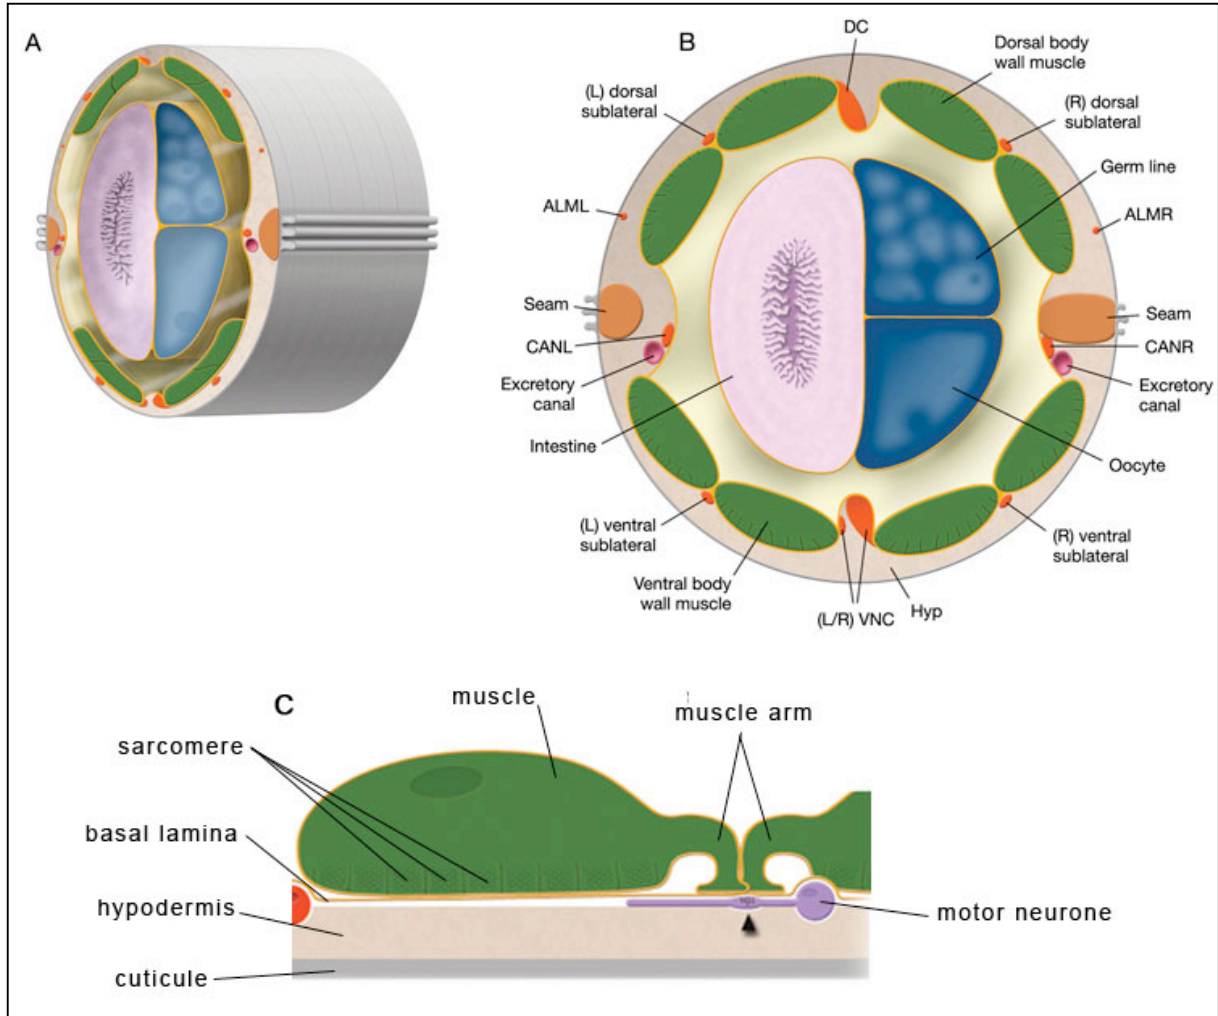 A
B
DC
Dorsal body
wall muscle
(L) dorsal
sublateral
(R) dorsal
sublateral
Germ line
ALML
ALMR
Seam
Seam
CANL
CANR
Excretory
canal
Excretory
canal
Intestine
Oocyte
(L) ventral
sublateral
(R) ventral
sublateral
Ventral body
wall muscle
(L/R) VNC
Hyp
C
muscle
muscle arm
sarcomere
basal lamina
hypodermis
motor neurone
cuticule